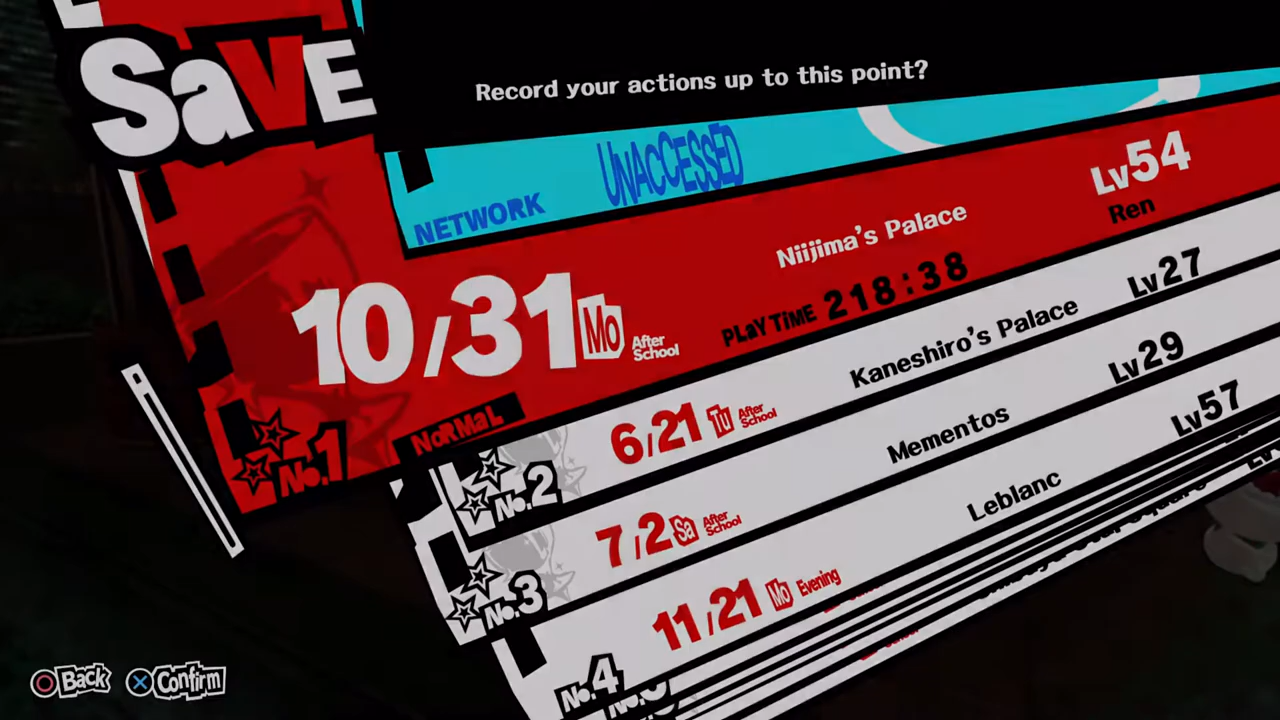 SaVE
Record your actions up to this point?
NETWORK UNACCESSED
Lv54
Niijima's Palace Ren
10/31 Mo After School PLaY TiME 218:38
No.1 NoRMaL
Lv27
Kaneshiro's Palace
6/21 Tu After School
No.2
Lv29
Mementos
7/2 Sa After School
No.3
Lv57
Leblanc
11/21 Mo Evening
No.4
Back Confirm